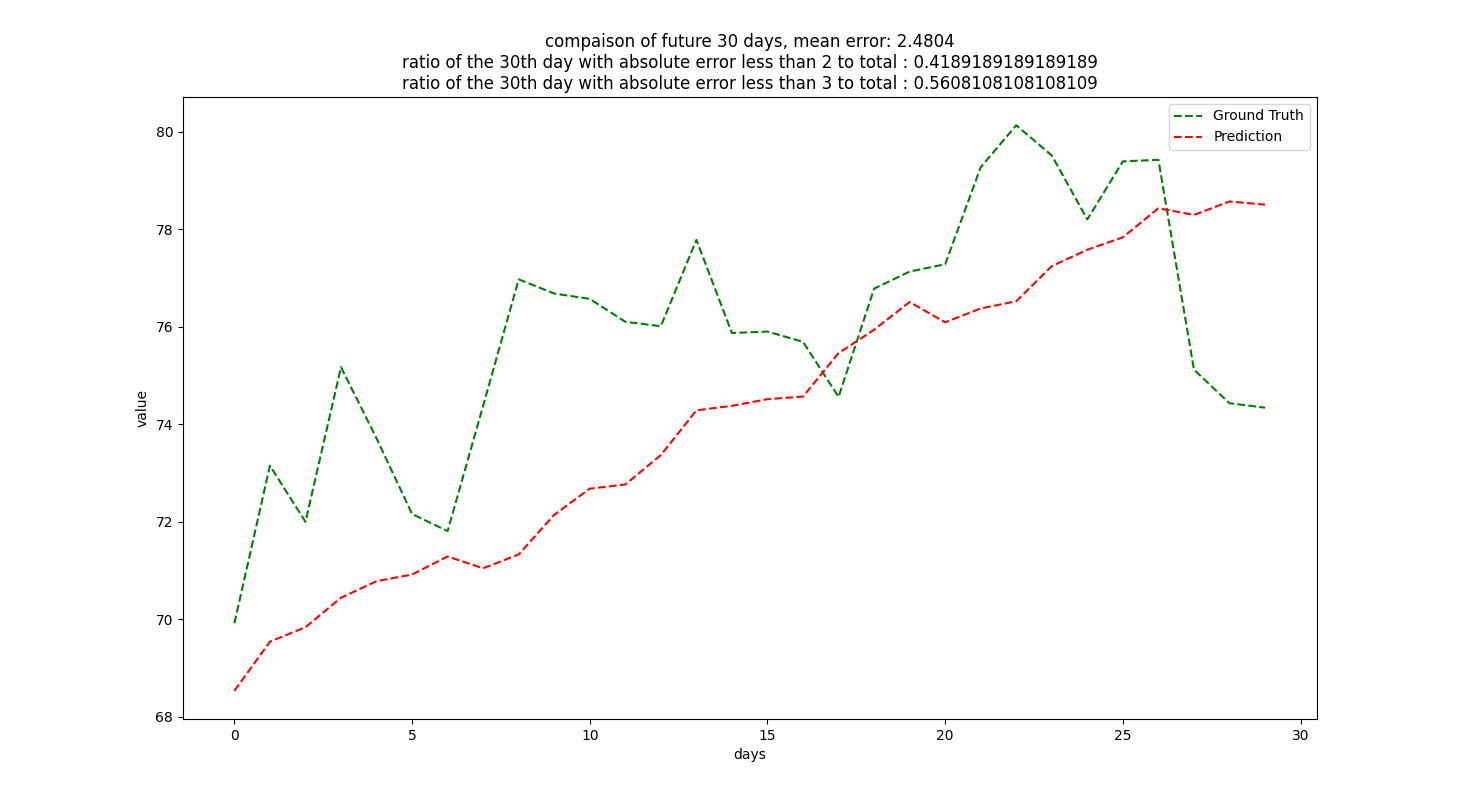 compaison of future 30 days, mean error: 2.4804
ratio of the 30th day with absolute error less than 2 to total : 0.4189189189189189
ratio of the 30th day with absolute error less than 3 to total : 0.5608108108108109
Ground Truth
Prediction
80
78
76
74
72
70
68
value
0 5 10 15 20 25 30
days